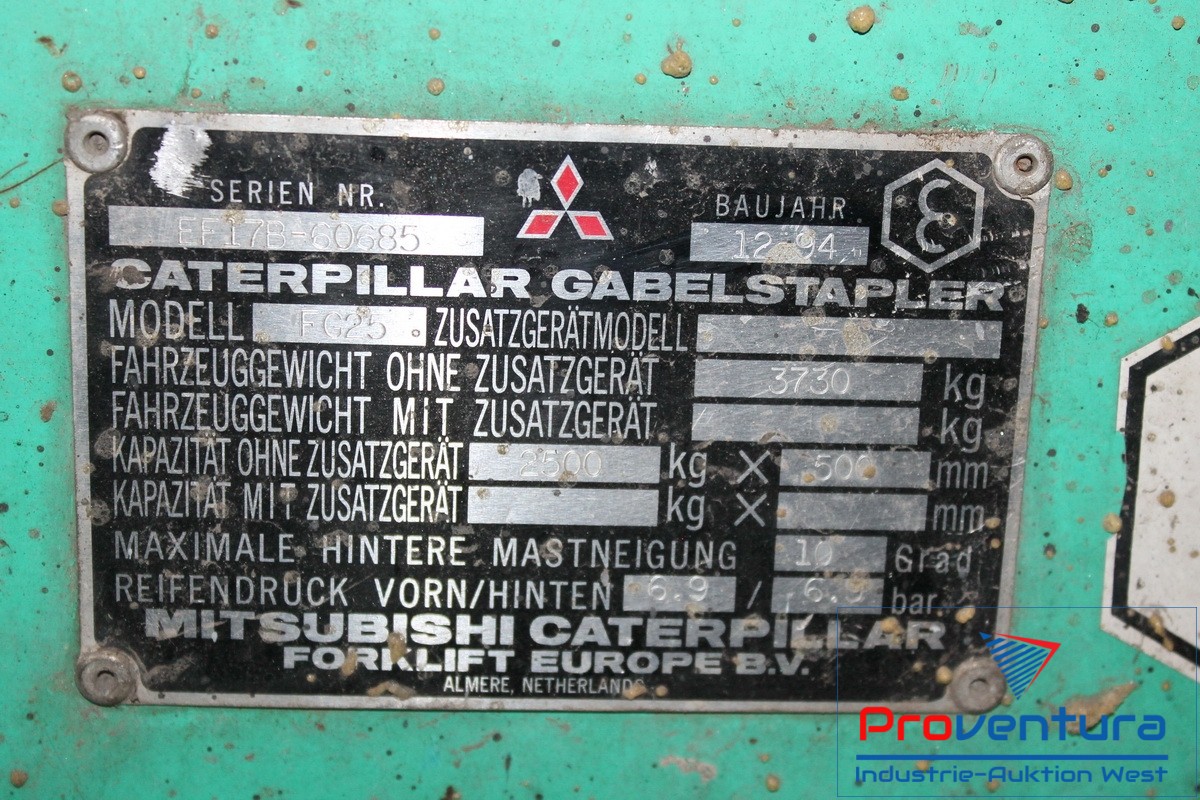 SERIEN NR.
BAUJAHR
EF17B-60685
12 94
CATERPILLAR GABELSTAPLER
MODELL FG25 ZUSATZGERÄTMODELL
FAHRZEUGGEWICHT OHNE ZUSATZGERÄT 3730 kg
FAHRZEUGGEWICHT MIT ZUSATZGERÄT kg
KAPAZITÄT OHNE ZUSATZGERÄT 2500 kg X 500 mm
KAPAZITÄT MIT ZUSATZGERÄT kg X mm
MAXIMALE HINTERE MASTNEIGUNG 10 Grad
REIFENDRUCK VORN/HINTEN 6.9 / 6.9 bar
MITSUBISHI CATERPILLAR
FORKLIFT EUROPE B.V.
ALMERE, NETHERLANDS
Proventura
Industrie-Auktion West